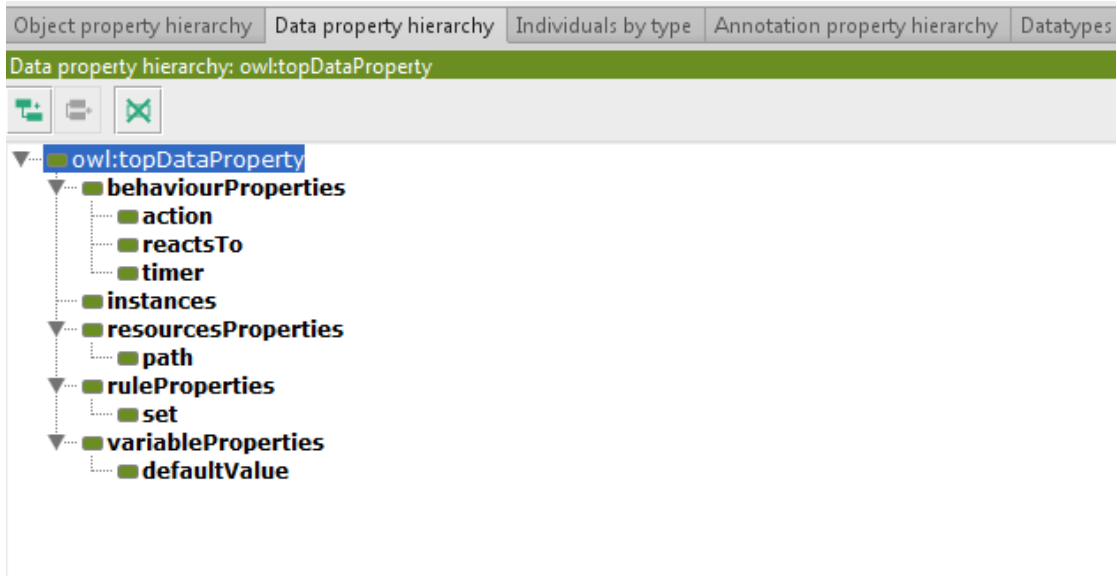 Object property hierarchy Data property hierarchy Individuals by type Annotation property hierarchy Datatypes
Data property hierarchy: owl:topDataProperty
owl:topDataProperty
behaviourProperties
action
reactsTo
timer
instances
resourcesProperties
path
ruleProperties
set
variableProperties
defaultValue